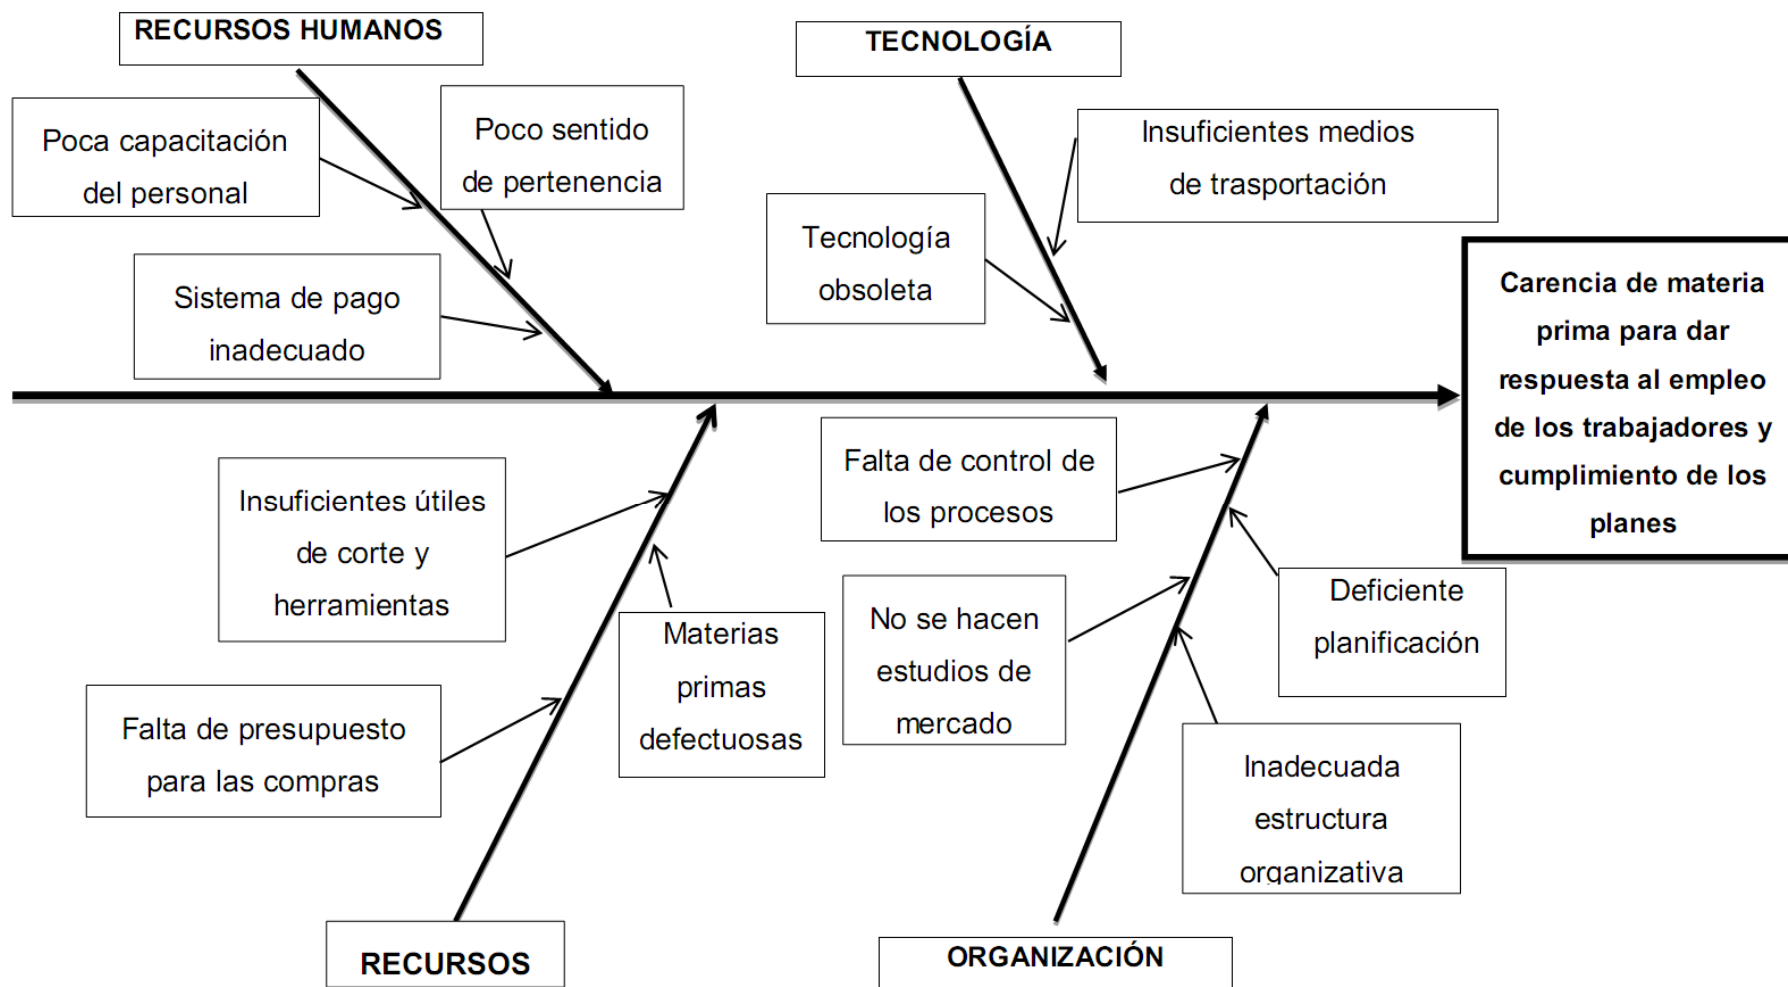 RECURSOS HUMANOS
TECNOLOGÍA
Poca capacitación
del personal
Poco sentido
de pertenencia
Sistema de pago
inadecuado
Insuficientes medios
de trasportación
Tecnología
obsoleta
Carencia de materia
prima para dar
respuesta al empleo
de los trabajadores y
cumplimiento de los
planes
Insuficientes útiles
de corte y
herramientas
Materias
primas
defectuosas
Falta de presupuesto
para las compras
Falta de control de
los procesos
No se hacen
estudios de
mercado
Deficiente
planificación
Inadecuada
estructura
organizativa
RECURSOS
ORGANIZACIÓN